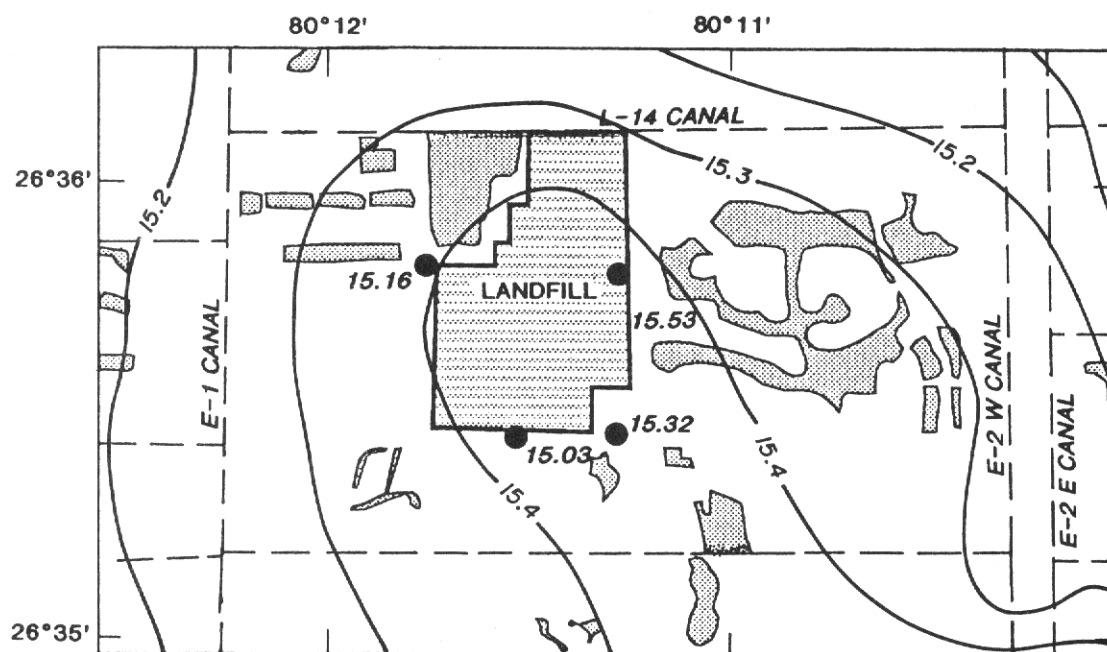 80°12'
80°11'
L-14 CANAL
26°36'
15.2
15.3
15.2
15.16
LANDFILL
15.53
E-1 CANAL
E-2 W CANAL
E-2 E CANAL
15.32
15.03
15.4
15.4
26°35'